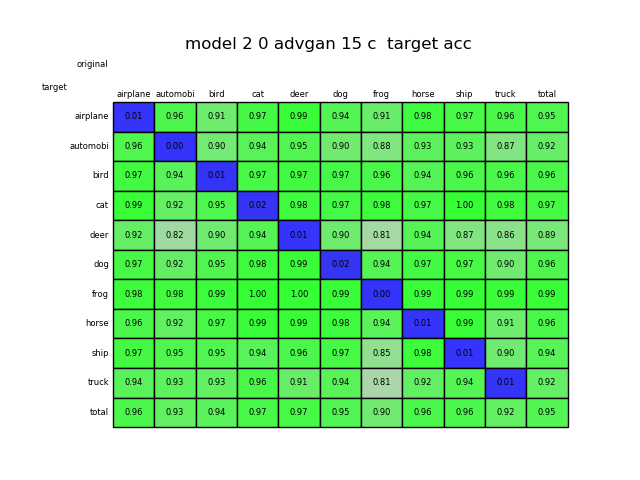 model 2 0 advgan 15 c  target acc
original
target
airplane automobi bird cat deer dog frog horse ship truck total
airplane 0.01 0.96 0.91 0.97 0.99 0.94 0.91 0.98 0.97 0.96 0.95
automobi 0.96 0.00 0.90 0.94 0.95 0.90 0.88 0.93 0.93 0.87 0.92
bird 0.97 0.94 0.01 0.97 0.97 0.97 0.96 0.94 0.96 0.96 0.96
cat 0.99 0.92 0.95 0.02 0.98 0.97 0.98 0.97 1.00 0.98 0.97
deer 0.92 0.82 0.90 0.94 0.01 0.90 0.81 0.94 0.87 0.86 0.89
dog 0.97 0.92 0.95 0.98 0.99 0.02 0.94 0.97 0.97 0.90 0.96
frog 0.98 0.98 0.99 1.00 1.00 0.99 0.00 0.99 0.99 0.99 0.99
horse 0.96 0.92 0.97 0.99 0.99 0.98 0.94 0.01 0.99 0.91 0.96
ship 0.97 0.95 0.95 0.94 0.96 0.97 0.85 0.98 0.01 0.90 0.94
truck 0.94 0.93 0.93 0.96 0.91 0.94 0.81 0.92 0.94 0.01 0.92
total 0.96 0.93 0.94 0.97 0.97 0.95 0.90 0.96 0.96 0.92 0.95